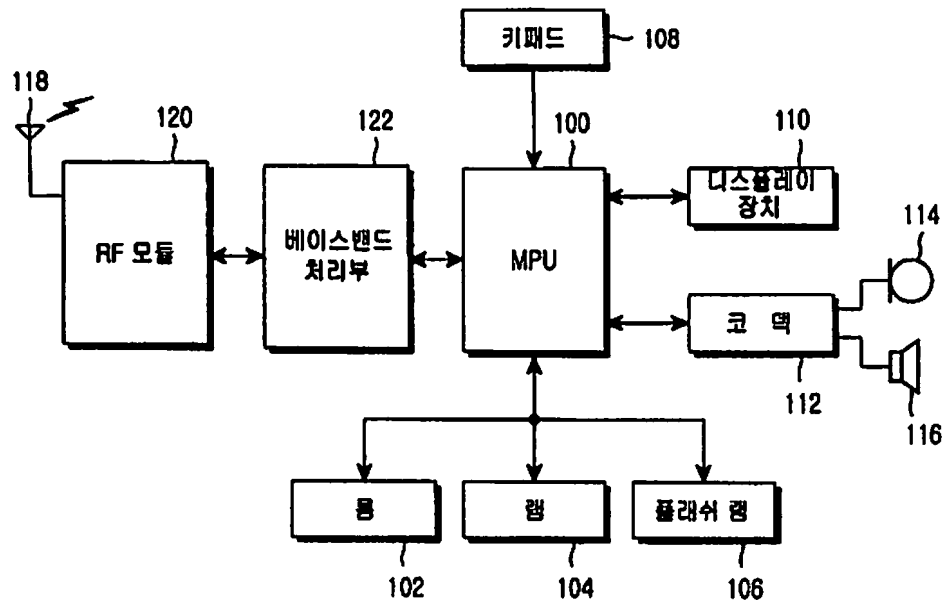 키패드
108
118
120
122
100
110
RF 모듈
베이스밴드
처리부
MPU
디스플레이
장치
114
코 덱
112
116
롬
램
플래쉬 램
102
104
106